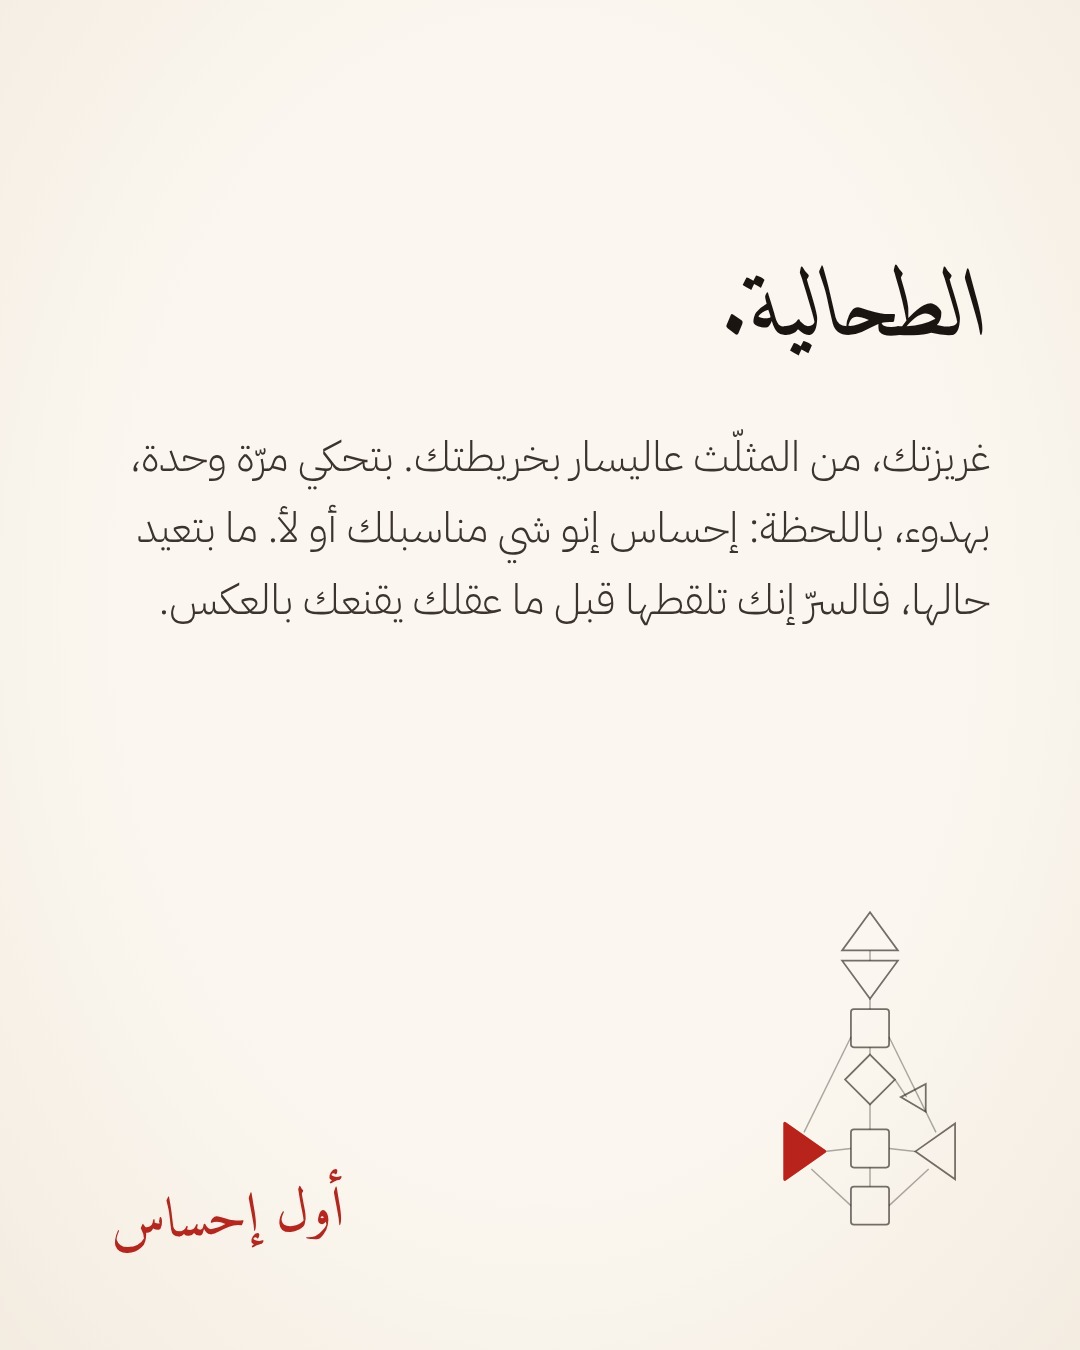 الطحالية.
غريزتك، من المثلّث عاليسار بخريطتك. بتحكي مرّة وحدة،
بهدوء، باللحظة: إحساس إنو شي مناسبلك أو لأ. ما بتعيد
حالها، فالسرّ إنك تلقطها قبل ما عقلك يقنعك بالعكس.
أول إحساس